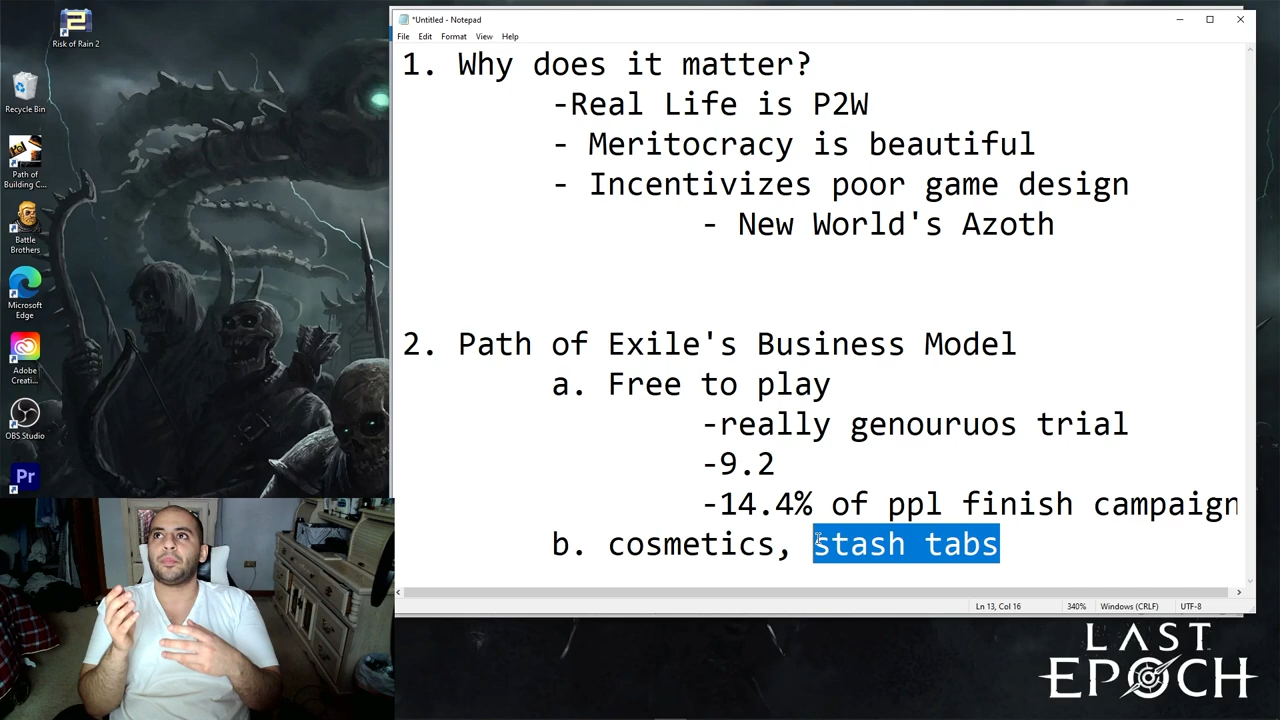 Risk of Rain 2
Recycle Bin
Path of
Building C...
Battle
Brothers
Microsoft
Edge
Adobe
Creati...
OBS Studio
Pr
*Untitled - Notepad
File Edit Format View Help
1. Why does it matter?
-Real Life is P2W
- Meritocracy is beautiful
- Incentivizes poor game design
- New World's Azoth
2. Path of Exile's Business Model
a. Free to play
-really genouruos trial
-9.2
-14.4% of ppl finish campaign
b. cosmetics, stash tabs
Ln 13, Col 16 340% Windows (CRLF) UTF-8
LAST
EPOCH